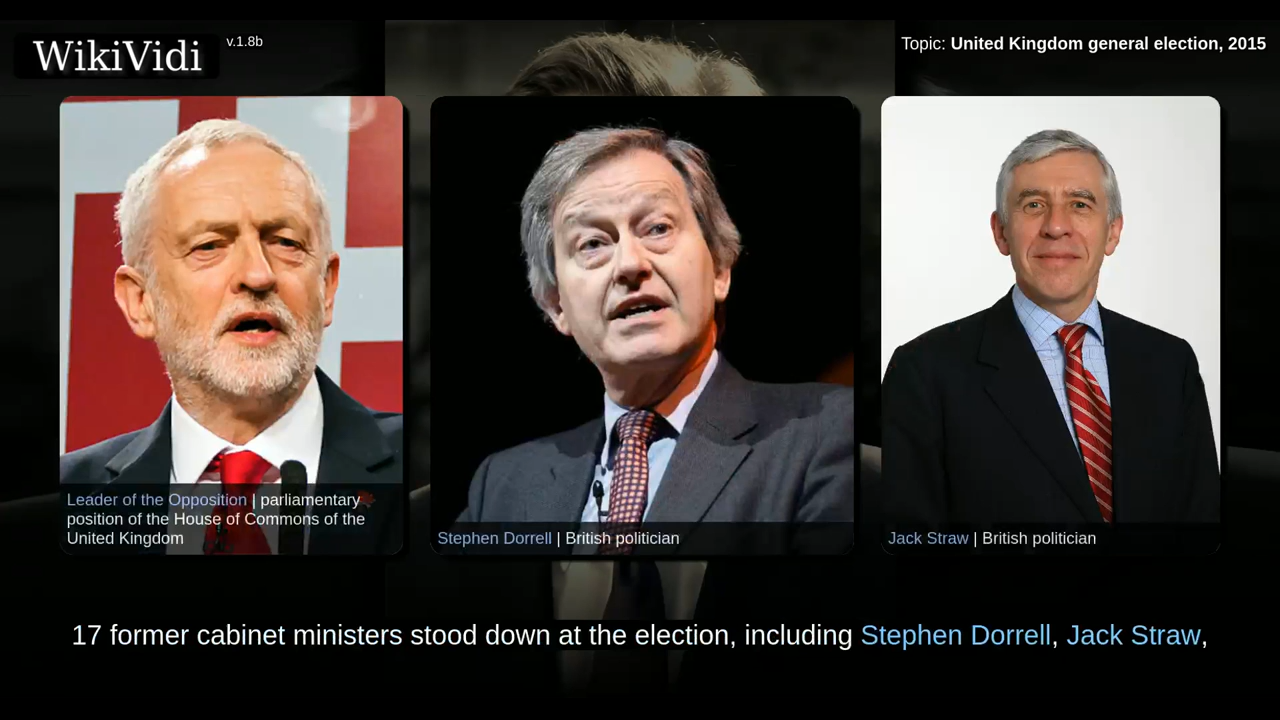 WikiVidi
v.1.8b
Topic: United Kingdom general election, 2015
Leader of the Opposition | parliamentary
position of the House of Commons of the
United Kingdom
Stephen Dorrell | British politician
Jack Straw | British politician
17 former cabinet ministers stood down at the election, including Stephen Dorrell, Jack Straw,